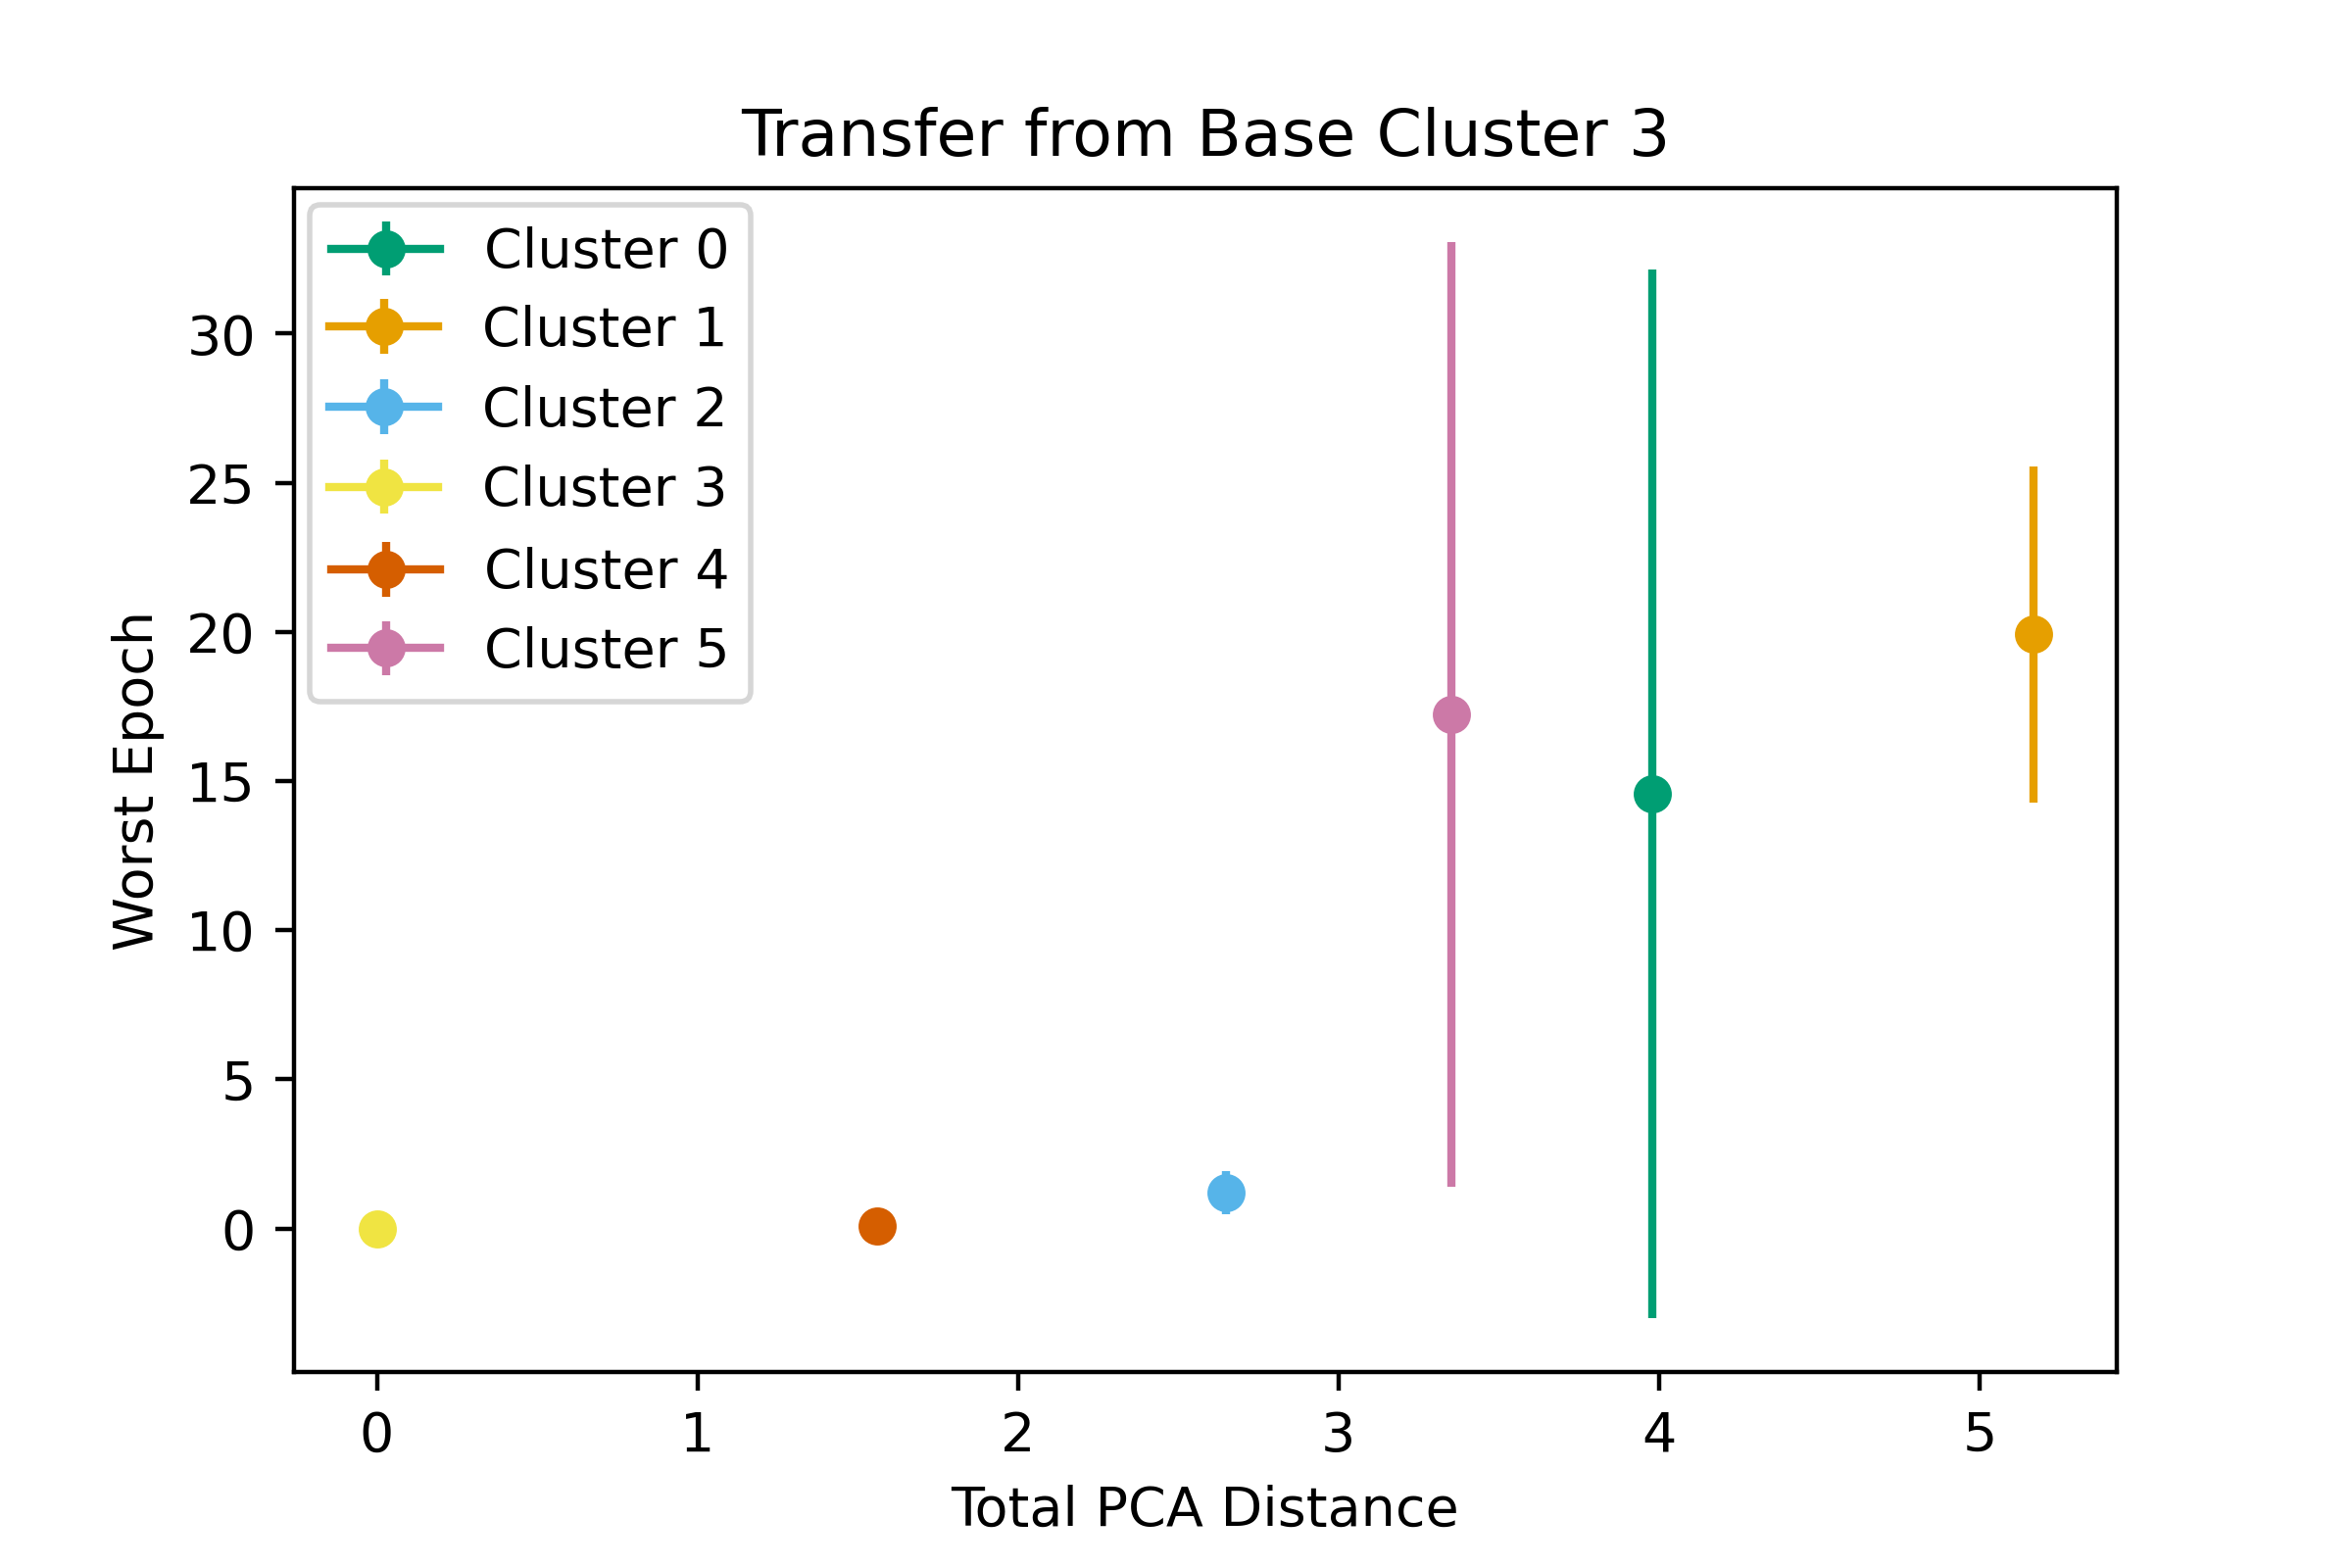 Transfer from Base Cluster 3
Cluster 0
Cluster 1
Cluster 2
Cluster 3
Cluster 4
Cluster 5
Worst Epoch
30
25
20
15
10
5
0
0 1 2 3 4 5
Total PCA Distance